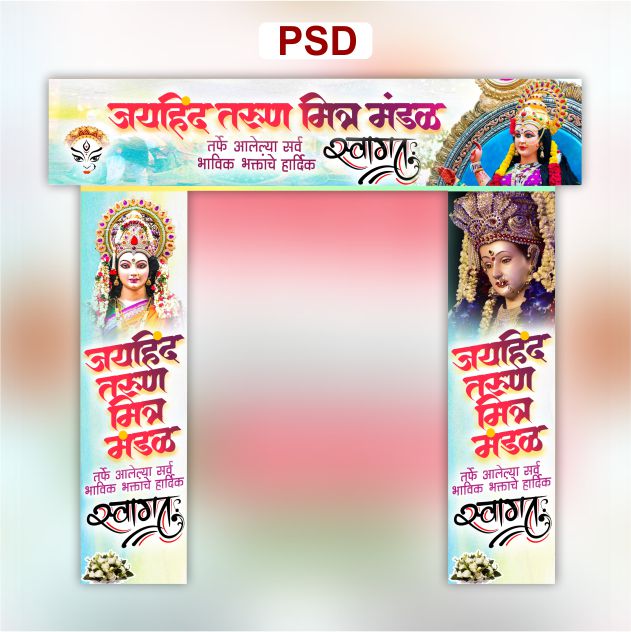 PSD
जयहिंद तरुण मित्र मंडळ
तर्फे आलेल्या सर्व
भाविक भक्तांचे हार्दिक
स्वागत
जयहिंद
तरुण
मित्र
मंडळ
तर्फे आलेल्या सर्व
भाविक भक्तांचे हार्दिक
स्वागत
जयहिंद
तरुण
मित्र
मंडळ
तर्फे आलेल्या सर्व
भाविक भक्तांचे हार्दिक
स्वागत